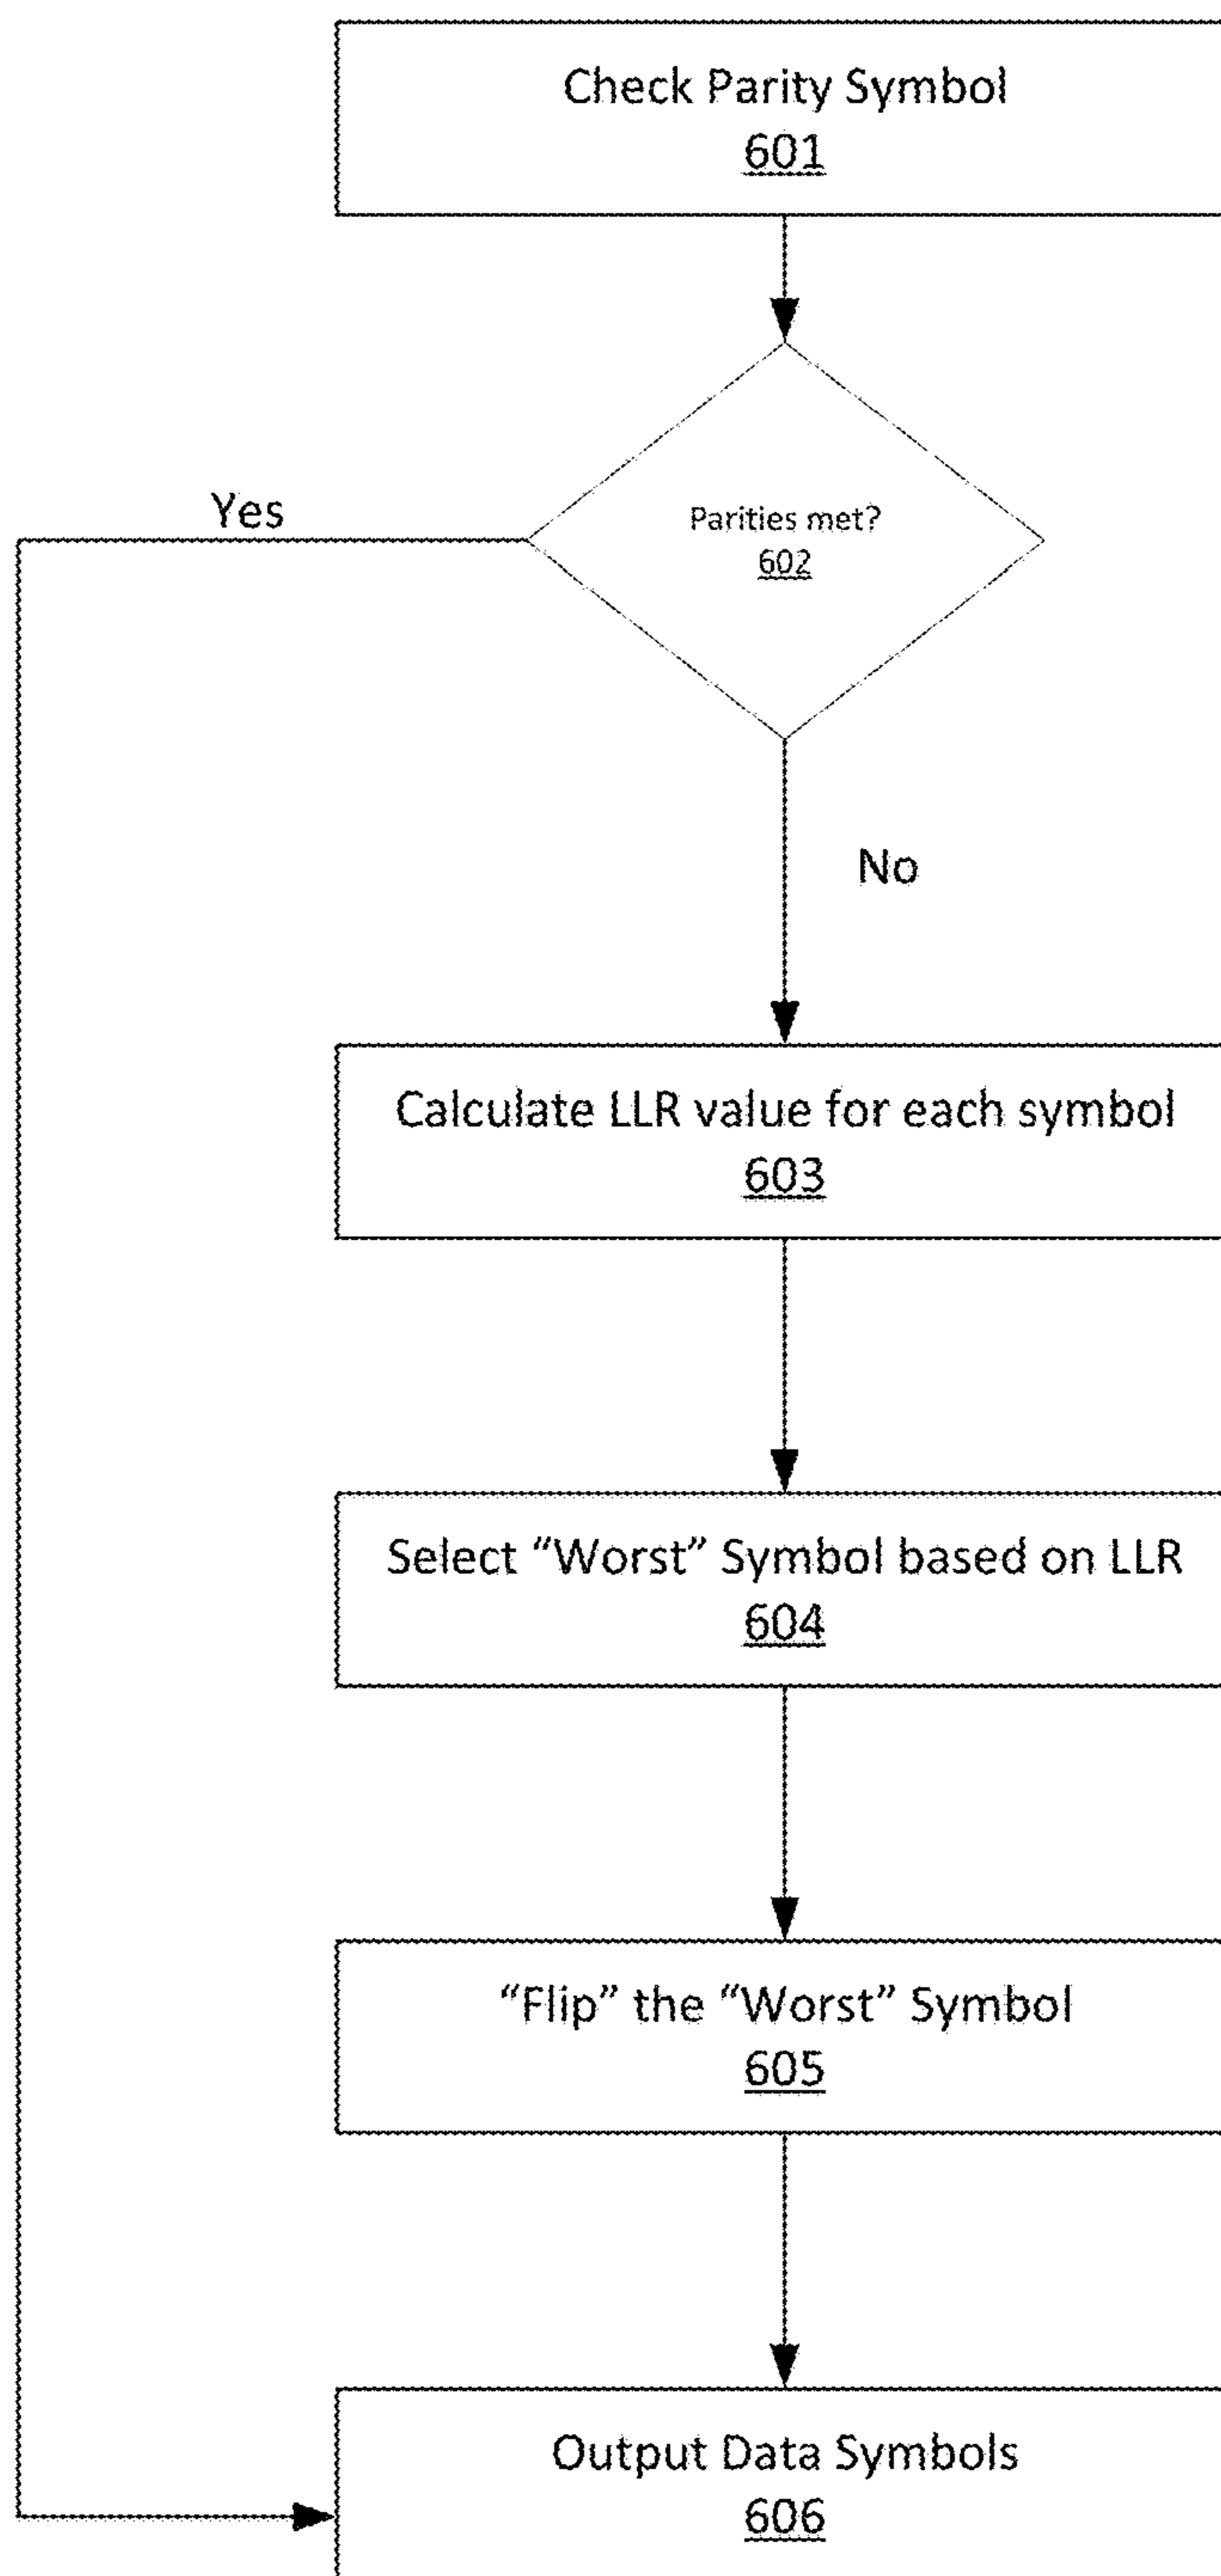 Check Parity Symbol
601
Yes
Parities met?
602
No
Calculate LLR value for each symbol
603
Select “Worst” Symbol based on LLR
604
“Flip” the “Worst” Symbol
605
Output Data Symbols
606